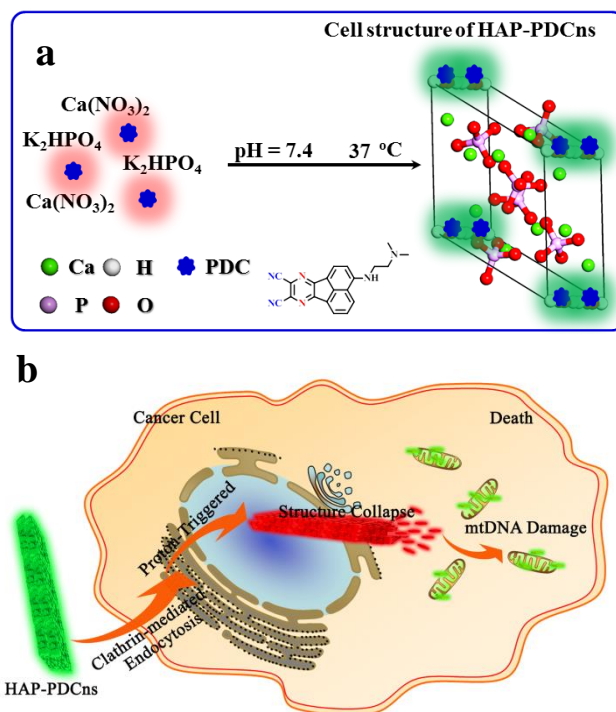 Cell structure of HAP-PDCns
a
Ca(NO₃)₂
K₂HPO₄
K₂HPO₄
Ca(NO₃)₂
pH = 7.4 37 °C
Ca H PDC
P O
NC
NC
N
N
NH
N
b
Cancer Cell
Death
Proton-Triggered
Structure Collapse
mtDNA Damage
Clathrin-mediated
Endocytosis
HAP-PDCns